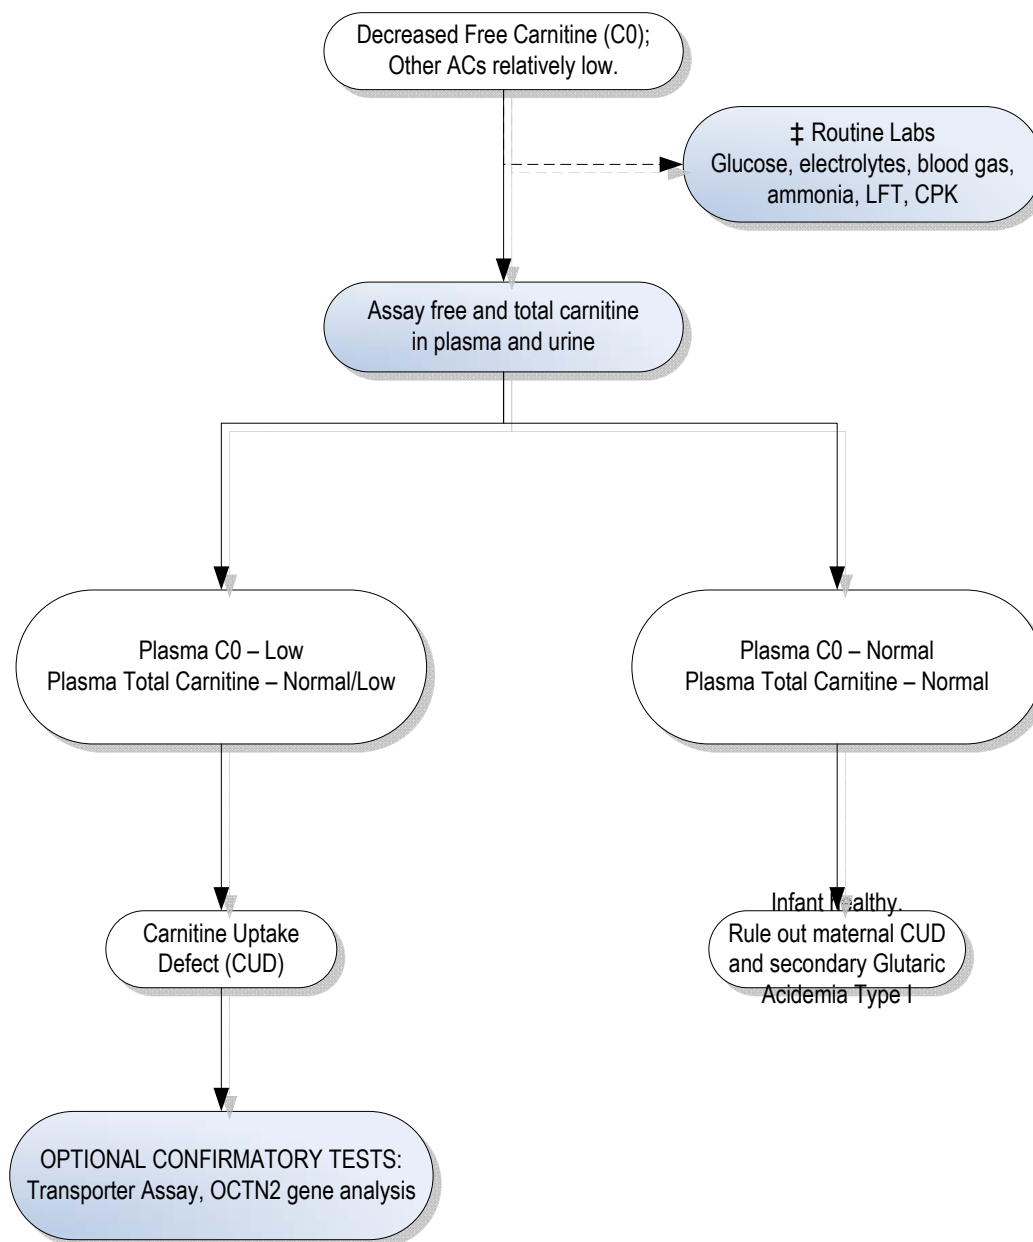 Decreased Free Carnitine (C0);
Other ACs relatively low.
‡ Routine Labs
Glucose, electrolytes, blood gas,
ammonia, LFT, CPK
Assay free and total carnitine
in plasma and urine
Plasma C0 – Low
Plasma Total Carnitine – Normal/Low
Plasma C0 – Normal
Plasma Total Carnitine – Normal
Carnitine Uptake
Defect (CUD)
Infant healthy.
Rule out maternal CUD
and secondary Glutaric
Acidemia Type I
OPTIONAL CONFIRMATORY TESTS:
Transporter Assay, OCTN2 gene analysis